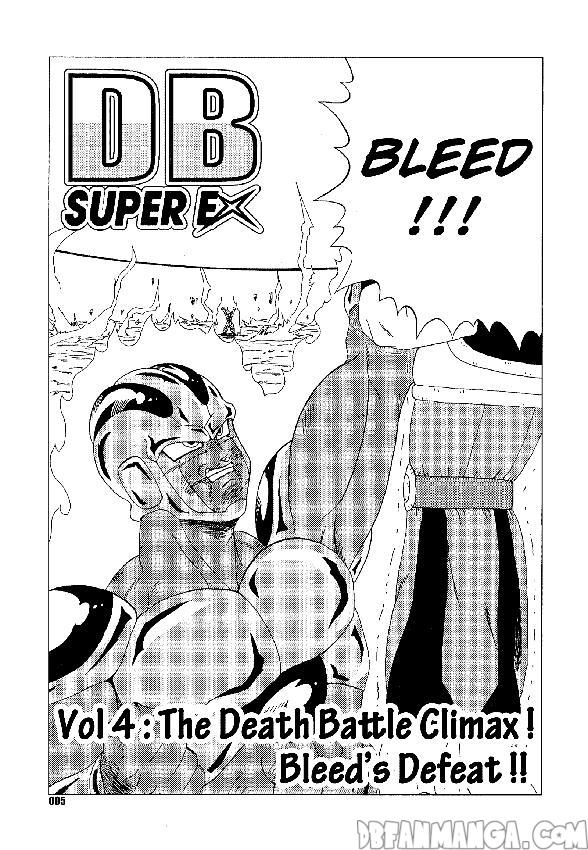 DB
SUPER EX
BLEED
!!!
Vol 4 : The Death Battle Climax !
Bleed's Defeat !!
005
DBFANMANGA.COM